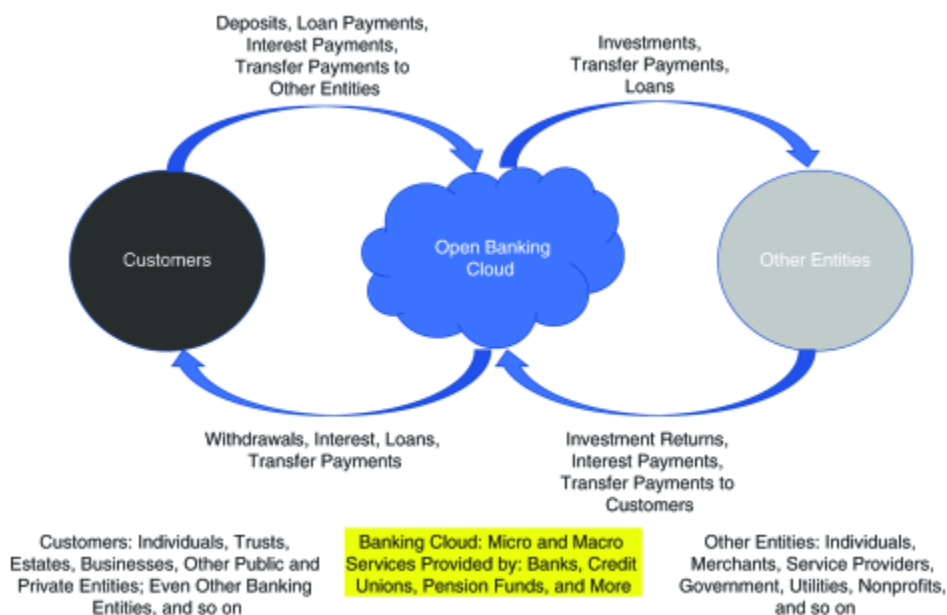 Deposits, Loan Payments,
Interest Payments,
Transfer Payments to
Other Entities
Investments,
Transfer Payments,
Loans
Customers
Open Banking
Cloud
Other Entities
Withdrawals, Interest, Loans,
Transfer Payments
Investment Returns,
Interest Payments,
Transfer Payments to
Customers
Customers: Individuals, Trusts,
Estates, Businesses, Other Public and
Private Entities; Even Other Banking
Entities, and so on
Banking Cloud: Micro and Macro
Services Provided by: Banks, Credit
Unions, Pension Funds, and More
Other Entities: Individuals,
Merchants, Service Providers,
Government, Utilities, Nonprofits,
and so on